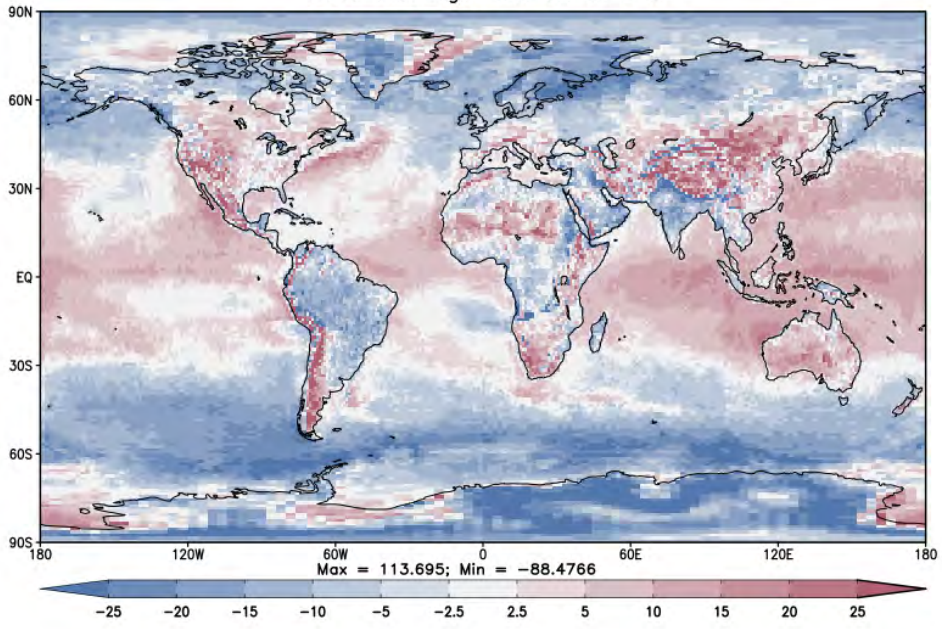 90N
60N
30N
EQ
30S
60S
90S
180 120W 60W 0 60E 120E 180
Max = 113.695; Min = -88.4766
-25 -20 -15 -10 -5 -2.5 2.5 5 10 15 20 25